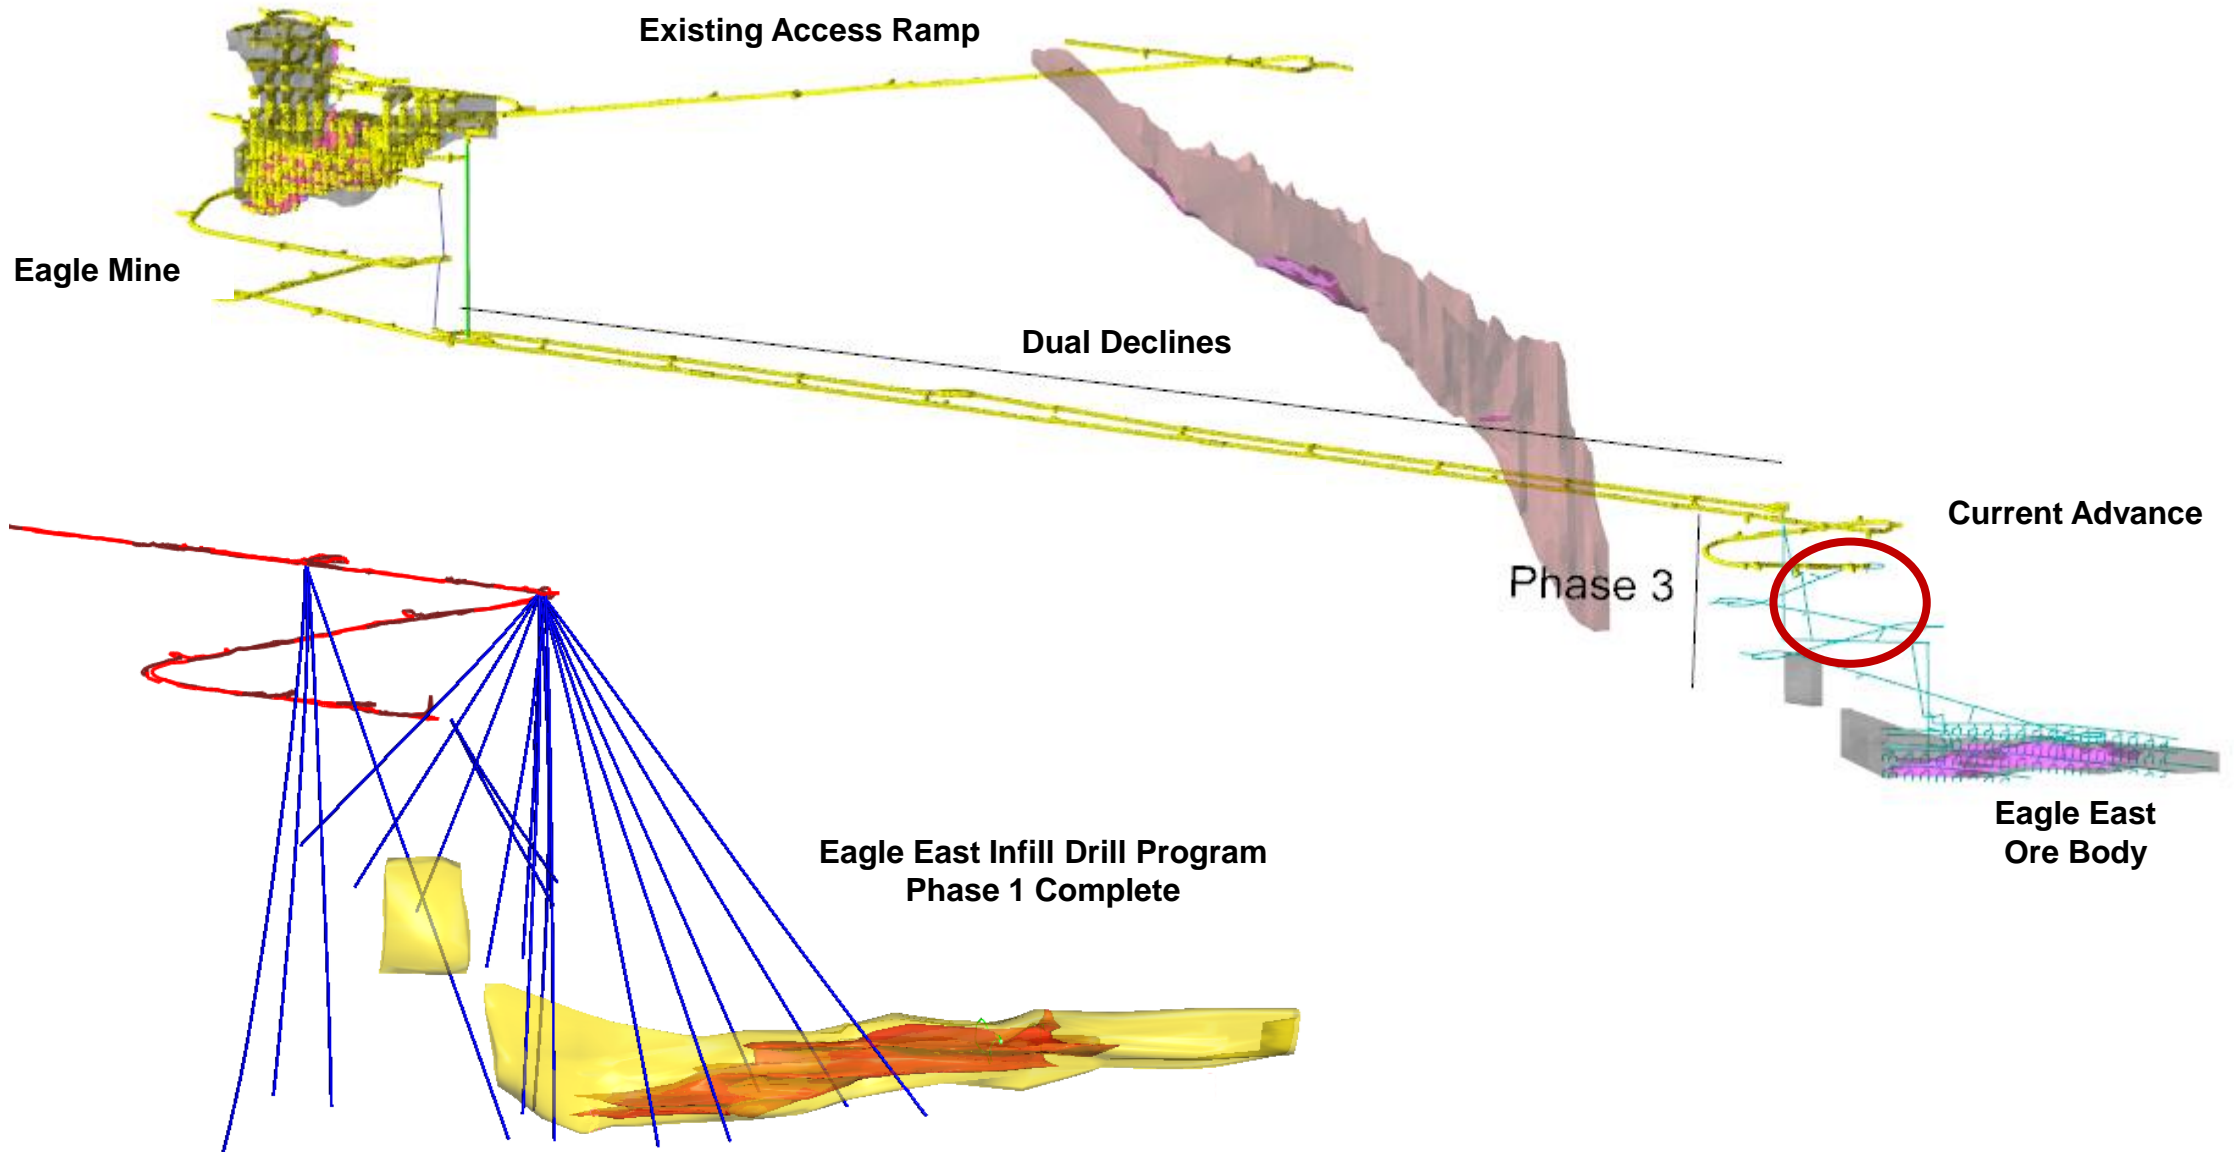 Existing Access Ramp
Eagle Mine
Dual Declines
Current Advance
Phase 3
Eagle East
Ore Body
Eagle East Infill Drill Program
Phase 1 Complete